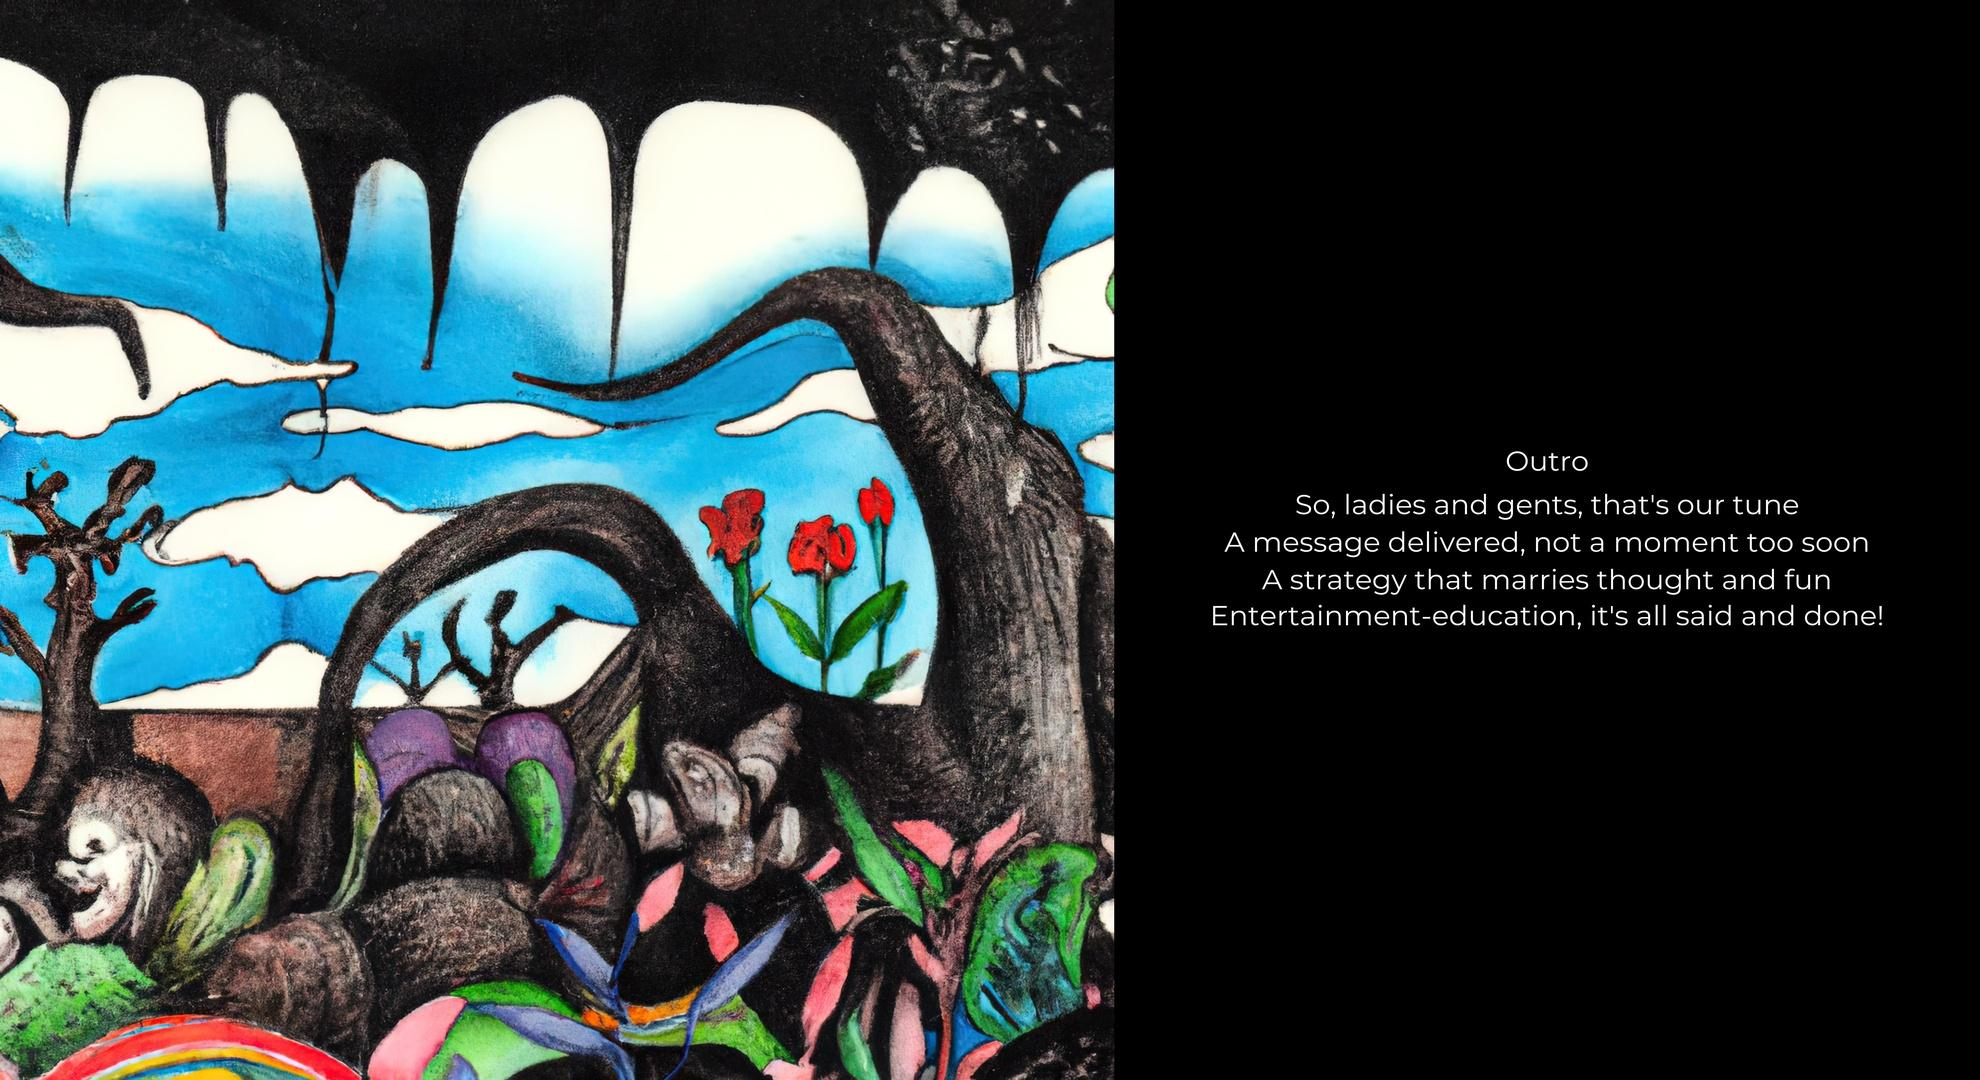 Outro
So, ladies and gents, that's our tune
A message delivered, not a moment too soon
A strategy that marries thought and fun
Entertainment-education, it's all said and done!